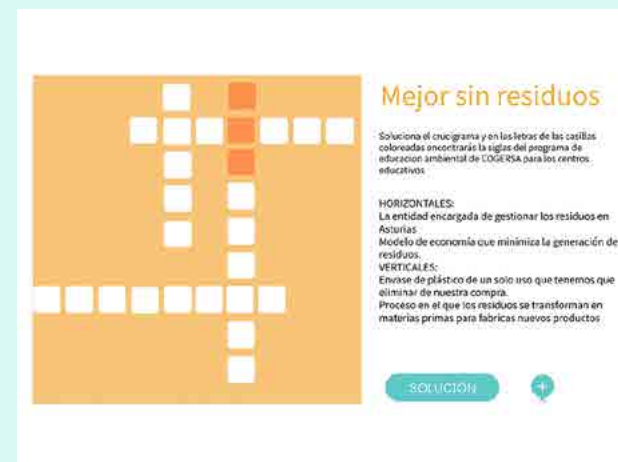 Mejor sin residuos
Soluciona el crucigrama y en las letras de las casillas
coloreadas encontrarás la siglas del programa de
educacion ambiental de COGERSA para los centros
educativos
HORIZONTALES:
La entidad encargada de gestionar los residuos en
Asturias
Modelo de economía que minimiza la generación de
residuos.
VERTICALES:
Envase de plástico de un solo uso que tenemos que
eliminar de nuestra compra.
Proceso en el que los residuos se transforman en
materias primas para fabricas nuevos productos
SOLUCIÓN
+